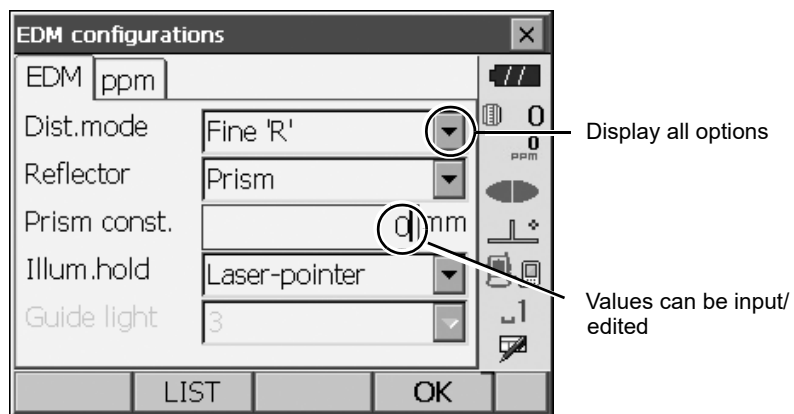 EDM configurations
EDM ppm
Dist.mode Fine 'R'
0
Display all options
0
PPM
Reflector Prism
Prism const. 0 mm
Illum.hold Laser-pointer
Values can be input/
edited
Guide light 3
1
LIST OK